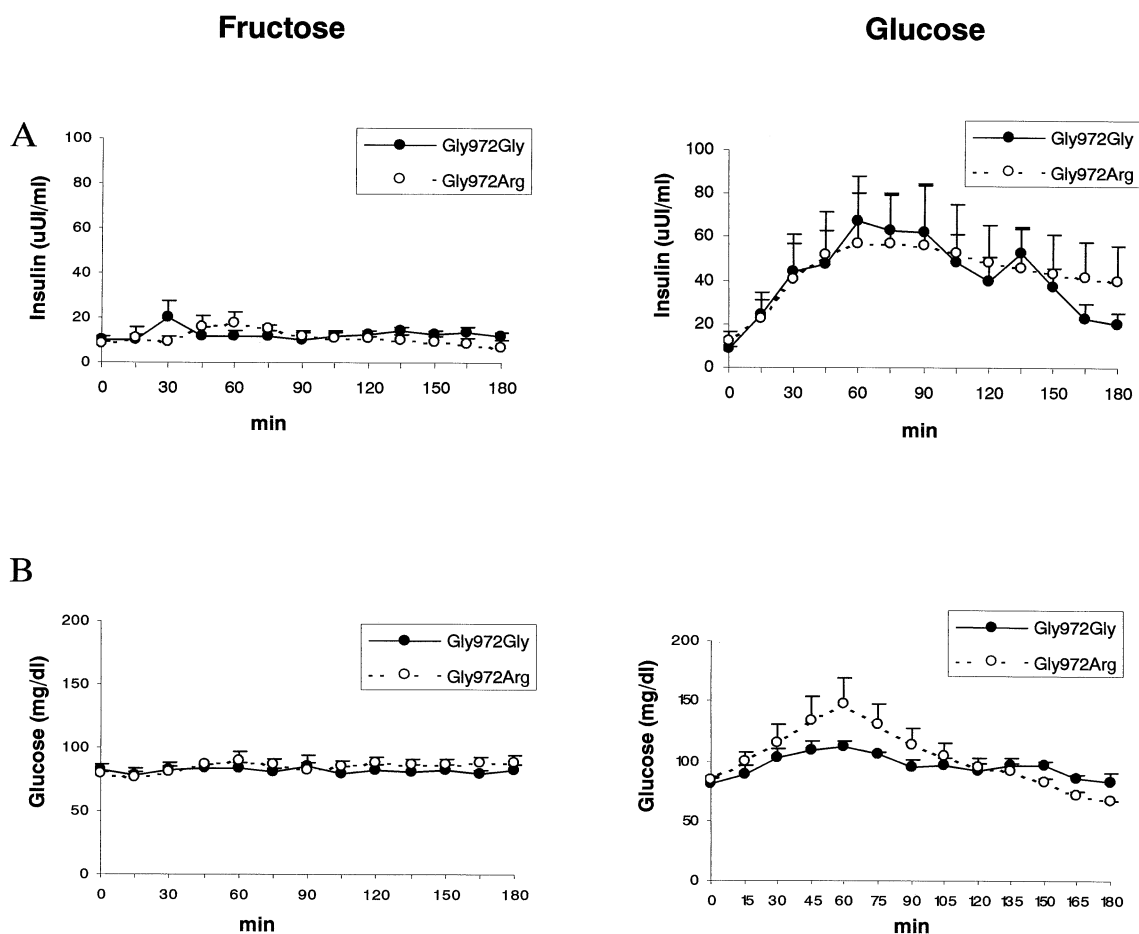 Fructose
Glucose
A
100
80
60
40
20
0
Insulin (uUI/ml)
Gly972Gly
Gly972Arg
0 30 60 90 120 150 180
min
100
80
60
40
20
0
Insulin (uUI/ml)
Gly972Gly
Gly972Arg
0 30 60 90 120 150 180
min
B
200
150
100
50
0
Glucose (mg/dl)
Gly972Gly
Gly972Arg
0 30 60 90 120 150 180
min
200
150
100
50
0
Glucose (mg/dl)
Gly972Gly
Gly972Arg
0 15 30 45 60 75 90 105 120 135 150 165 180
min